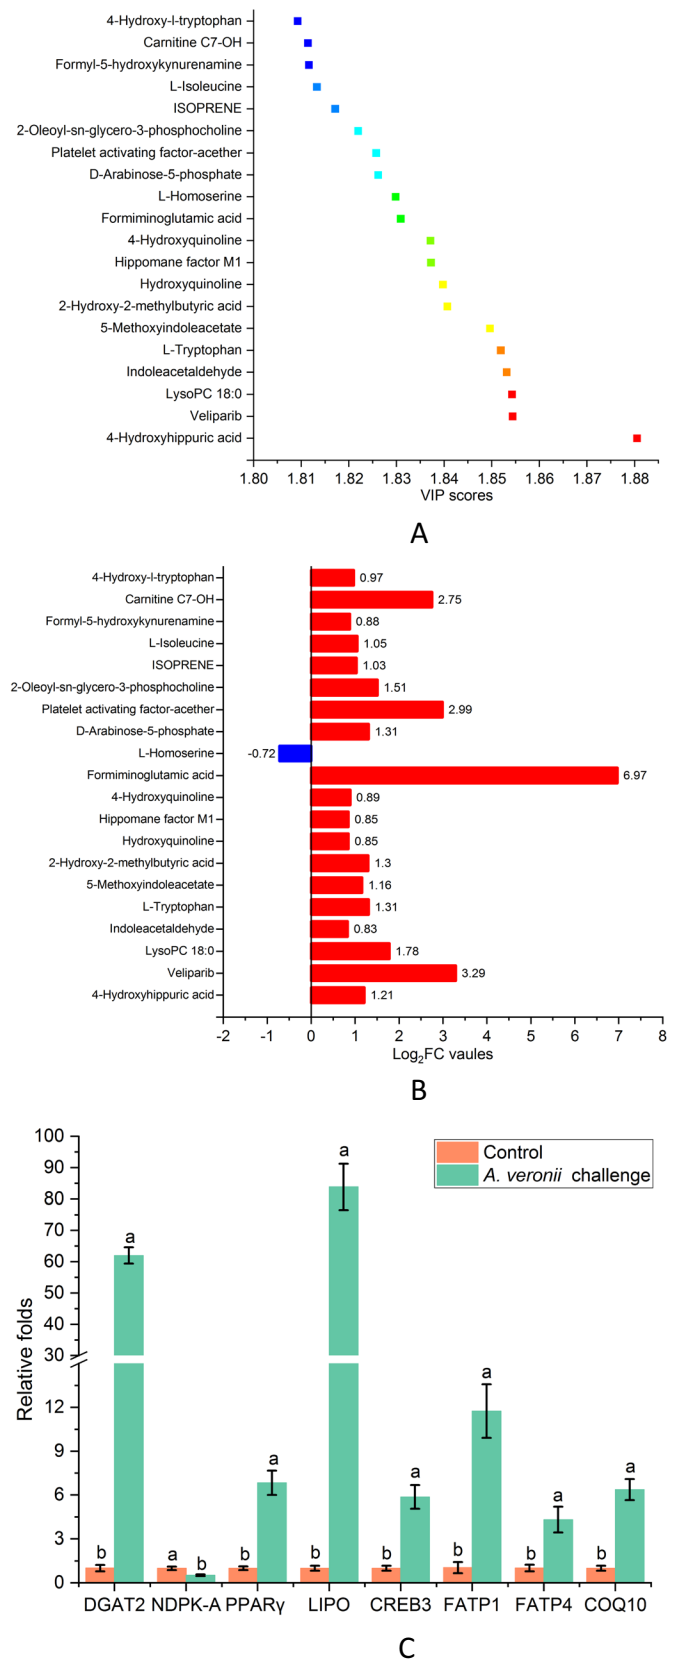 4-Hydroxy-l-tryptophan
Carnitine C7-OH
Formyl-5-hydroxykynurenamine
L-Isoleucine
ISOPRENE
2-Oleoyl-sn-glycero-3-phosphocholine
Platelet activating factor-acether
D-Arabinose-5-phosphate
L-Homoserine
Formiminoglutamic acid
4-Hydroxyquinoline
Hippomane factor M1
Hydroxyquinoline
2-Hydroxy-2-methylbutyric acid
5-Methoxyindoleacetate
L-Tryptophan
Indoleacetaldehyde
LysoPC 18:0
Veliparib
4-Hydroxyhippuric acid
1.80 1.81 1.82 1.83 1.84 1.85 1.86 1.87 1.88
VIP scores
A
4-Hydroxy-l-tryptophan 0.97
Carnitine C7-OH 2.75
Formyl-5-hydroxykynurenamine 0.88
L-Isoleucine 1.05
ISOPRENE 1.03
2-Oleoyl-sn-glycero-3-phosphocholine 1.51
Platelet activating factor-acether 2.99
D-Arabinose-5-phosphate 1.31
L-Homoserine -0.72
Formiminoglutamic acid 6.97
4-Hydroxyquinoline 0.89
Hippomane factor M1 0.85
Hydroxyquinoline 0.85
2-Hydroxy-2-methylbutyric acid 1.3
5-Methoxyindoleacetate 1.16
L-Tryptophan 1.31
Indoleacetaldehyde 0.83
LysoPC 18:0 1.78
Veliparib 3.29
4-Hydroxyhippuric acid 1.21
-2 -1 0 1 2 3 4 5 6 7 8
Log₂FC vaules
B
Relative folds
100
90
80
70
60
50
40
30
12
9
6
3
0
Control
A. veronii challenge
b a
a b
b a
b a
b a
b a
b a
b a
DGAT2 NDPK-A PPARγ LIPO CREB3 FATP1 FATP4 COQ10
C